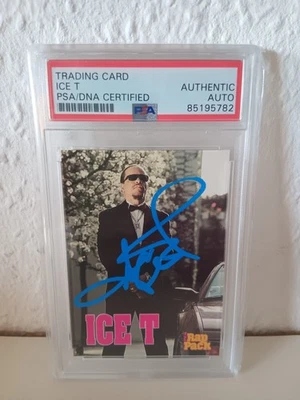 TRADING CARD
ICE T
PSA/DNA CERTIFIED
AUTHENTIC
AUTO
85195782
PSA
ICE T
Rap
Pack